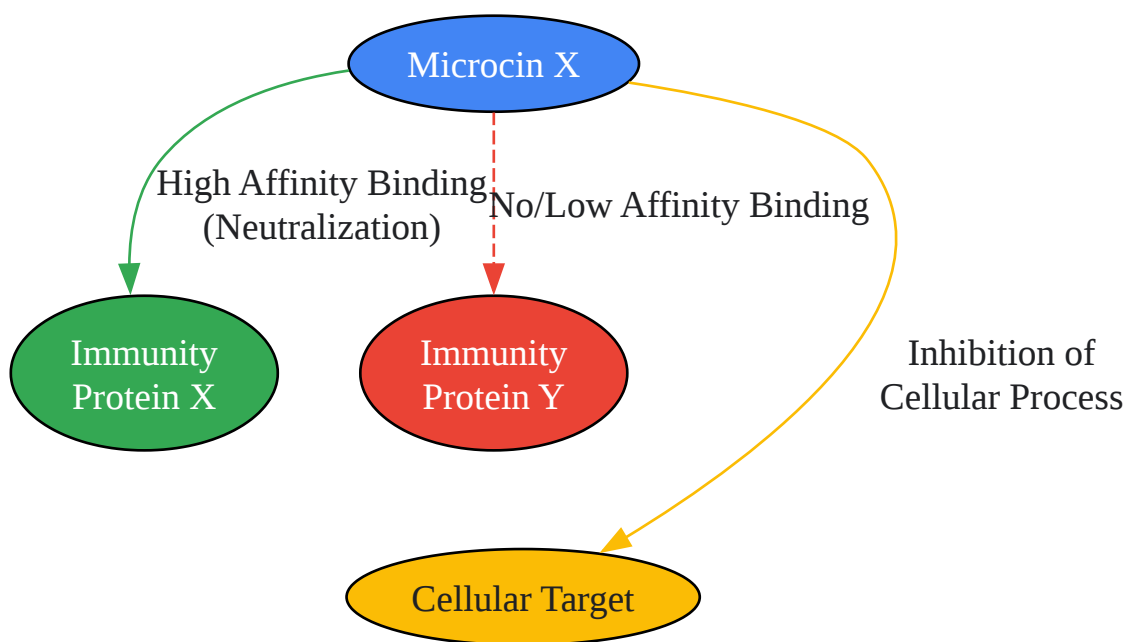 Microcin X
High Affinity Binding
(Neutralization)
No/Low Affinity Binding
Immunity
Protein X
Immunity
Protein Y
Inhibition of
Cellular Process
Cellular Target